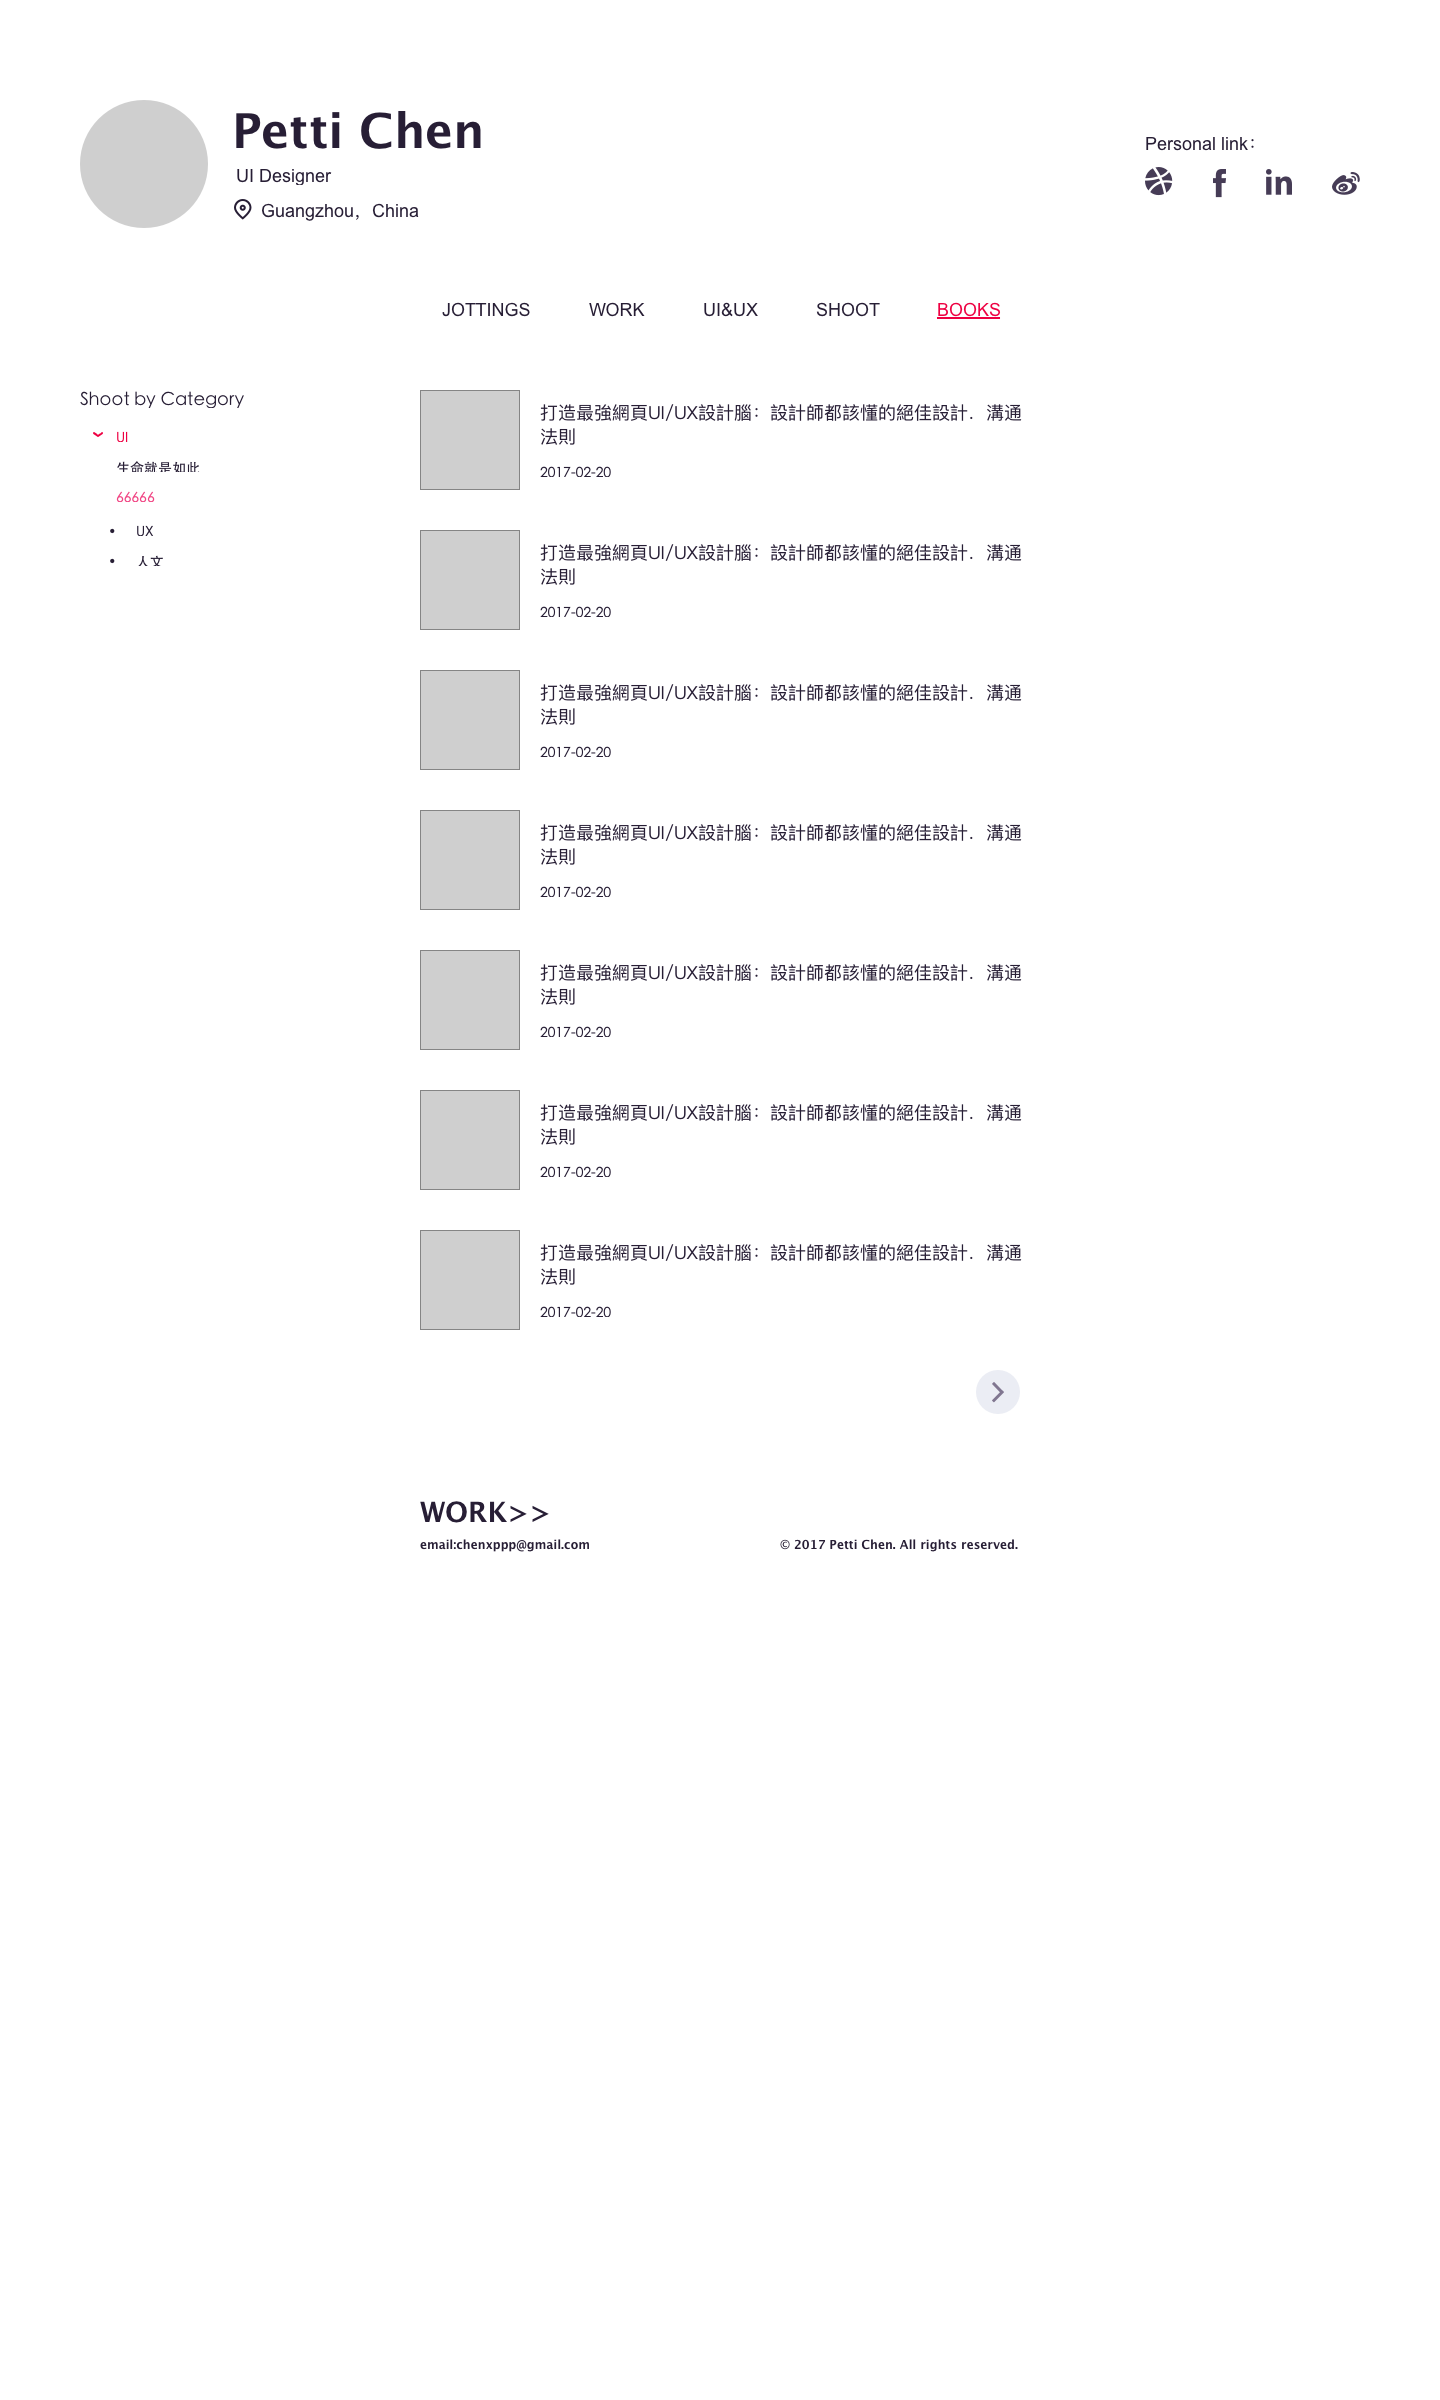 Petti Chen
UI Designer
Guangzhou，China
Personal link：
JOTTINGS WORK UI&UX SHOOT BOOKS
Shoot by Category
UI
生命就是如此
66666
• UX
• 人文
打造最強網頁UI/UX設計腦：設計師都該懂的絕佳設計．溝通
法則
2017-02-20
打造最強網頁UI/UX設計腦：設計師都該懂的絕佳設計．溝通
法則
2017-02-20
打造最強網頁UI/UX設計腦：設計師都該懂的絕佳設計．溝通
法則
2017-02-20
打造最強網頁UI/UX設計腦：設計師都該懂的絕佳設計．溝通
法則
2017-02-20
打造最強網頁UI/UX設計腦：設計師都該懂的絕佳設計．溝通
法則
2017-02-20
打造最強網頁UI/UX設計腦：設計師都該懂的絕佳設計．溝通
法則
2017-02-20
打造最強網頁UI/UX設計腦：設計師都該懂的絕佳設計．溝通
法則
2017-02-20
WORK>>
email:chenxppp@gmail.com
© 2017 Petti Chen. All rights reserved.